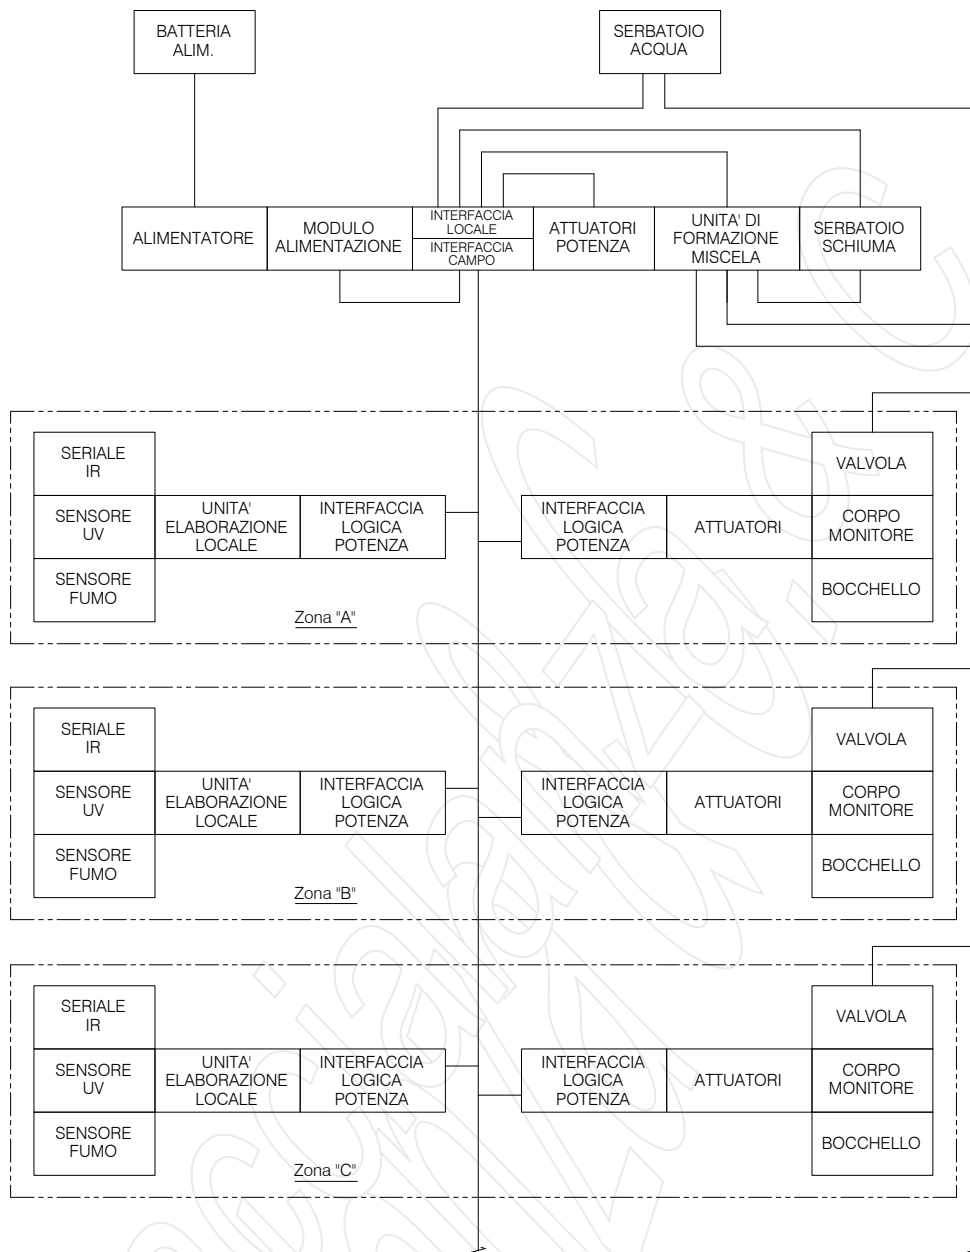 BATTERIA
ALIM.
SERBATOIO
ACQUA
ALIMENTATORE
MODULO
ALIMENTAZIONE
INTERFACCIA
LOCALE
INTERFACCIA
CAMPO
ATTUATORI
POTENZA
UNITA' DI
FORMAZIONE
MISCELA
SERBATOIO
SCHIUMA
SERIALE
IR
SENSORE
UV
SENSORE
FUMO
UNITA'
ELABORAZIONE
LOCALE
INTERFACCIA
LOGICA
POTENZA
Zona "A"
INTERFACCIA
LOGICA
POTENZA
ATTUATORI
VALVOLA
CORPO
MONITORE
BOCCHELLO
SERIALE
IR
SENSORE
UV
SENSORE
FUMO
UNITA'
ELABORAZIONE
LOCALE
INTERFACCIA
LOGICA
POTENZA
Zona "B"
INTERFACCIA
LOGICA
POTENZA
ATTUATORI
VALVOLA
CORPO
MONITORE
BOCCHELLO
SERIALE
IR
SENSORE
UV
SENSORE
FUMO
UNITA'
ELABORAZIONE
LOCALE
INTERFACCIA
LOGICA
POTENZA
Zona "C"
INTERFACCIA
LOGICA
POTENZA
ATTUATORI
VALVOLA
CORPO
MONITORE
BOCCHELLO